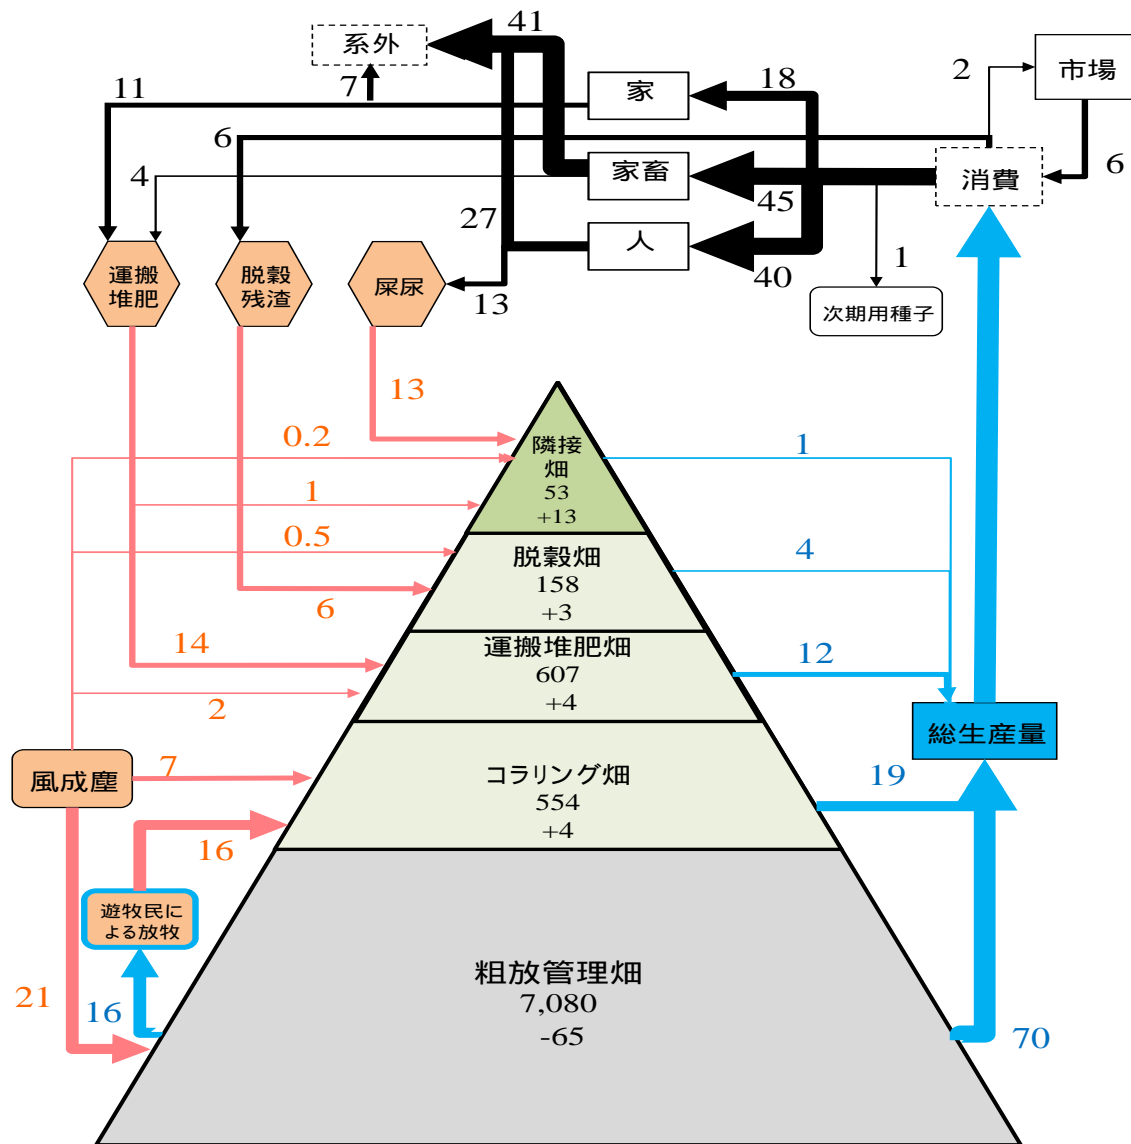 41
系外
7
11
家
18
2
市場
6
6
4
家畜
45
消費
27
人
40
1
運搬
堆肥
脱穀
残渣
屎尿
13
次期用種子
13
0.2
隣接
畑
53
+13
1
1
0.5
脱穀畑
158
+3
4
6
14
運搬堆肥畑
607
+4
12
2
総生産量
風成塵
7
コラリング畑
554
+4
19
16
遊牧民に
よる放牧
粗放管理畑
7,080
-65
21
16
70